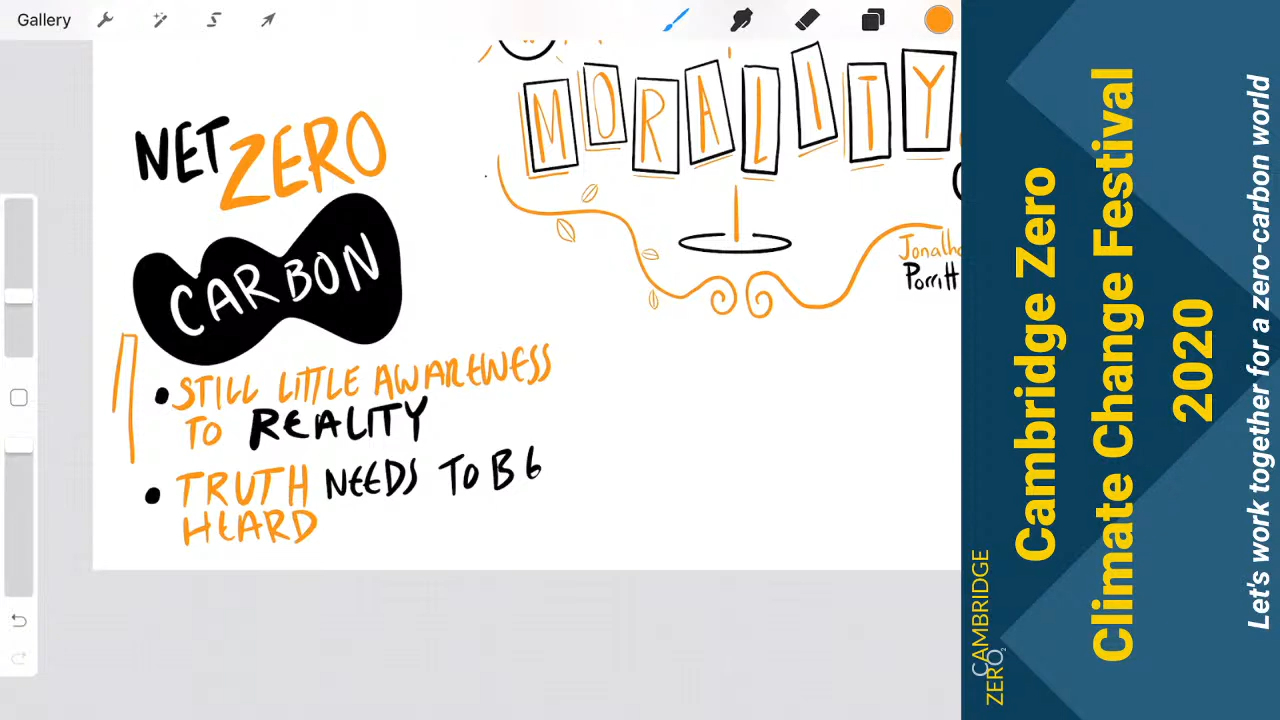 Gallery
MORALITY
NET ZERO
CARBON
Porritt
• STILL LITTLE AWARENESS
TO REALITY
• TRUTH NEEDS TO BE
HEARD
Cambridge Zero
Climate Change Festival
2020
Let's work together for a zero-carbon world
CAMBRIDGE
ZERO₂